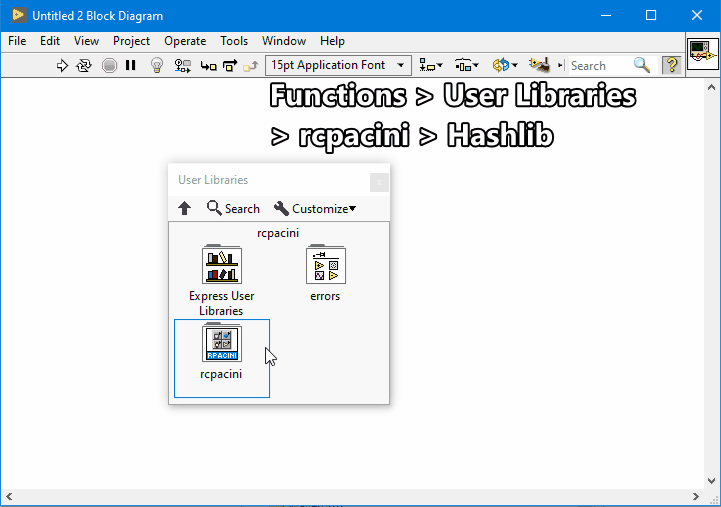 Untitled 2 Block Diagram
File Edit View Project Operate Tools Window Help
15pt Application Font Search ?
Functions > User Libraries
> rcpacini > Hashlib
User Libraries
Search Customize
rcpacini
Express User
Libraries
errors
RPACINI
rcpacini